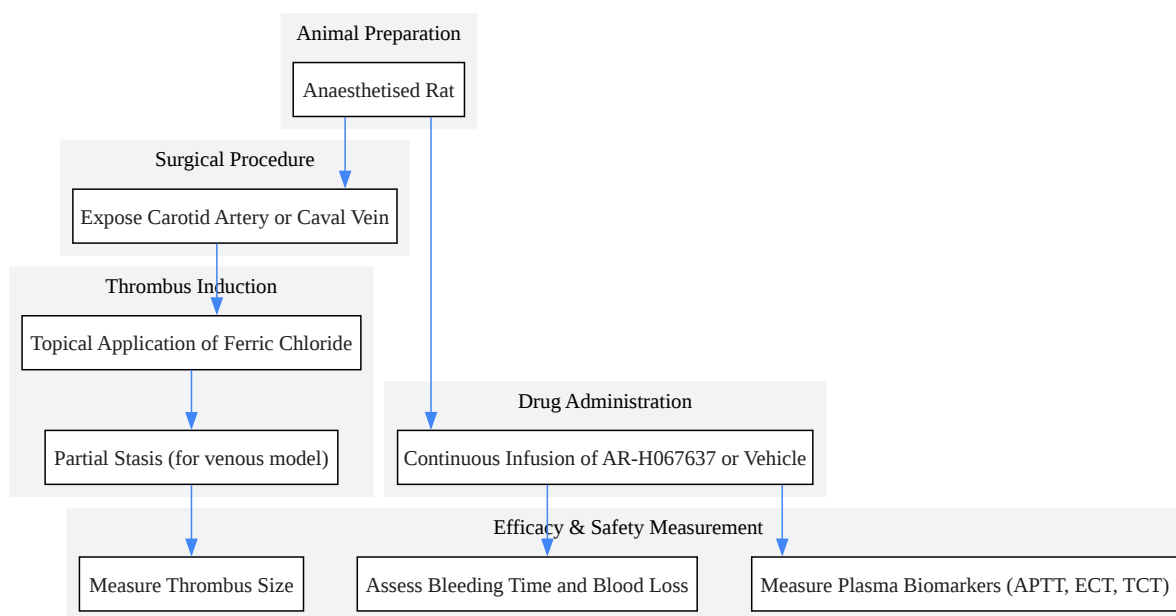 Animal Preparation
Anaesthetised Rat
Surgical Procedure
Expose Carotid Artery or Caval Vein
Thrombus Induction
Topical Application of Ferric Chloride
Partial Stasis (for venous model)
Drug Administration
Continuous Infusion of AR-H067637 or Vehicle
Efficacy & Safety Measurement
Measure Thrombus Size
Assess Bleeding Time and Blood Loss
Measure Plasma Biomarkers (APTT, ECT, TCT)